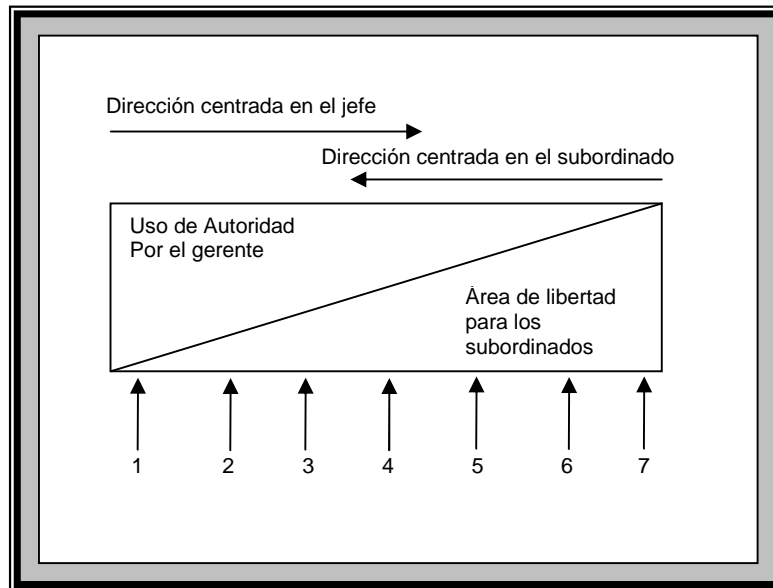 Dirección centrada en el jefe
Dirección centrada en el subordinado
Uso de Autoridad
Por el gerente
Área de libertad
para los
subordinados
1 2 3 4 5 6 7